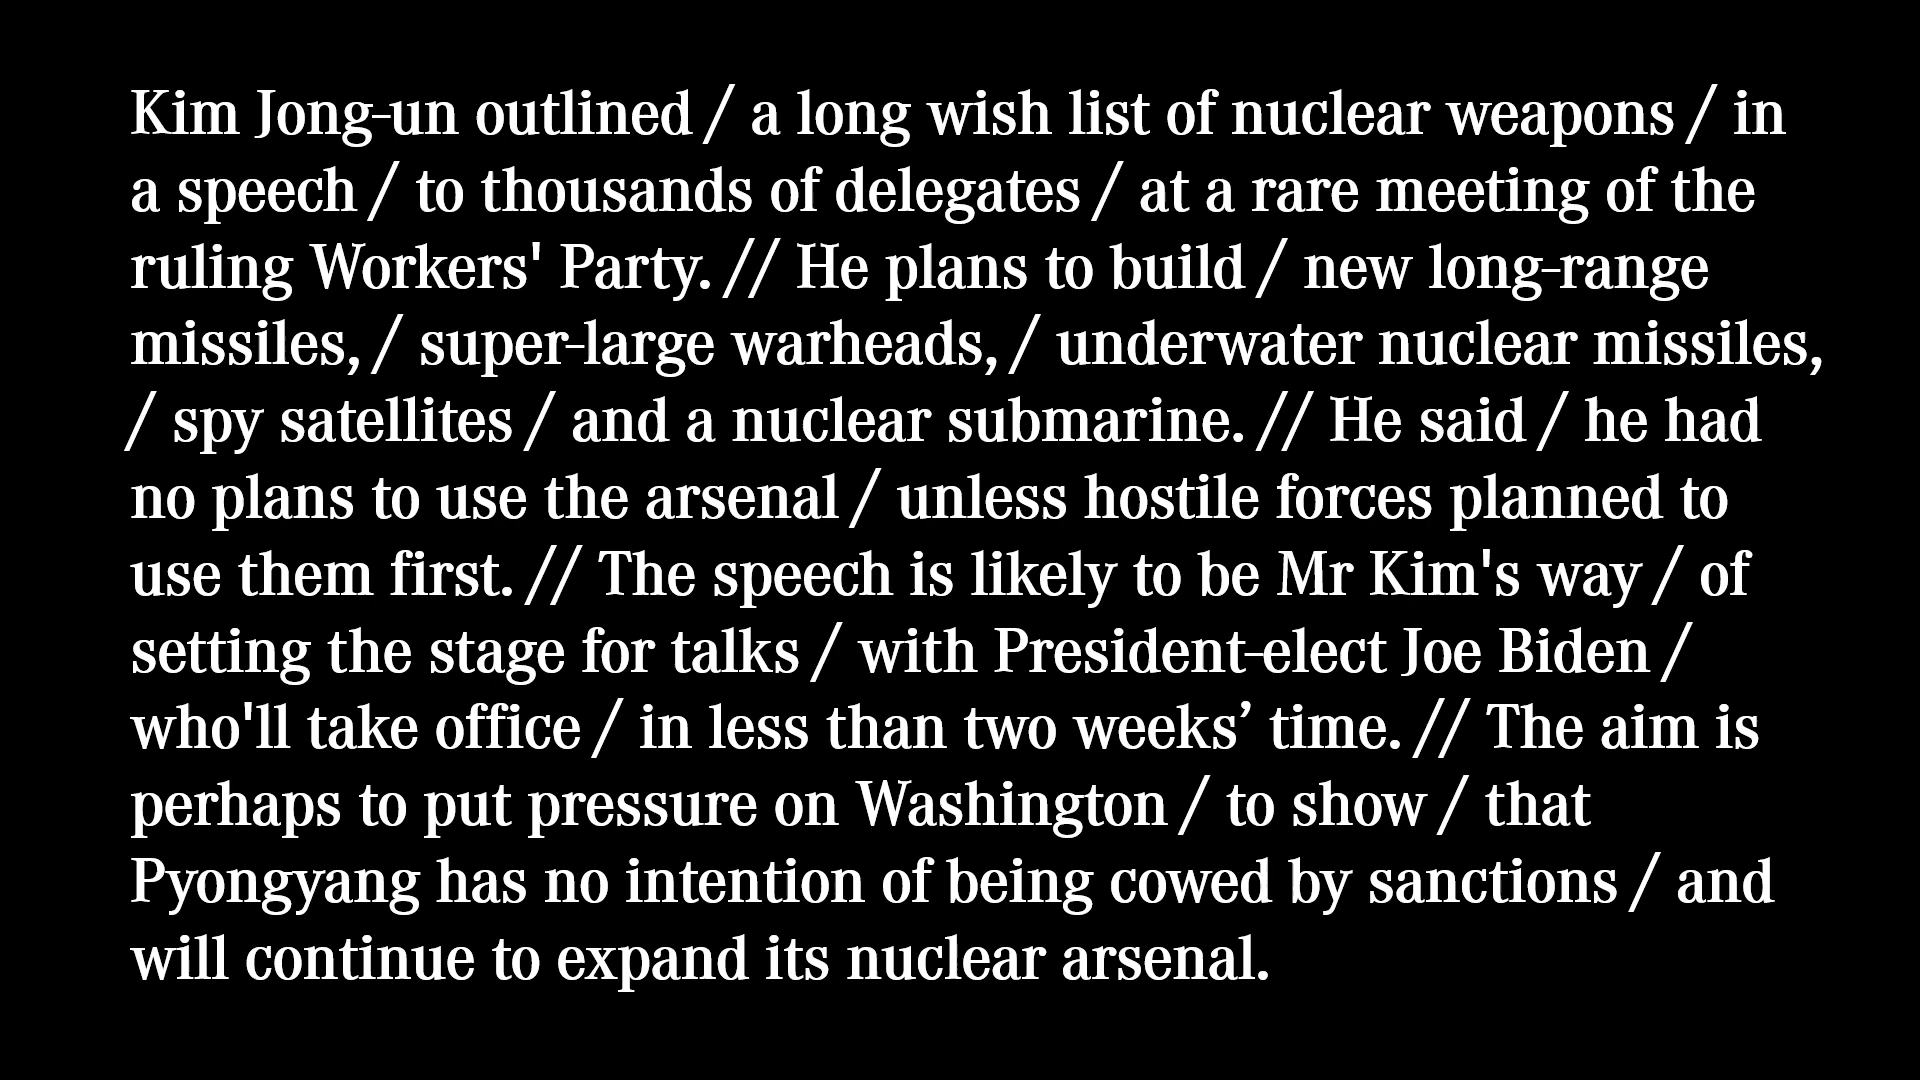 Kim Jong-un outlined / a long wish list of nuclear weapons / in
a speech / to thousands of delegates / at a rare meeting of the
ruling Workers' Party. // He plans to build / new long-range
missiles, / super-large warheads, / underwater nuclear missiles,
/ spy satellites / and a nuclear submarine. // He said / he had
no plans to use the arsenal / unless hostile forces planned to
use them first. // The speech is likely to be Mr Kim's way / of
setting the stage for talks / with President-elect Joe Biden /
who'll take office / in less than two weeks’ time. // The aim is
perhaps to put pressure on Washington / to show / that
Pyongyang has no intention of being cowed by sanctions / and
will continue to expand its nuclear arsenal.